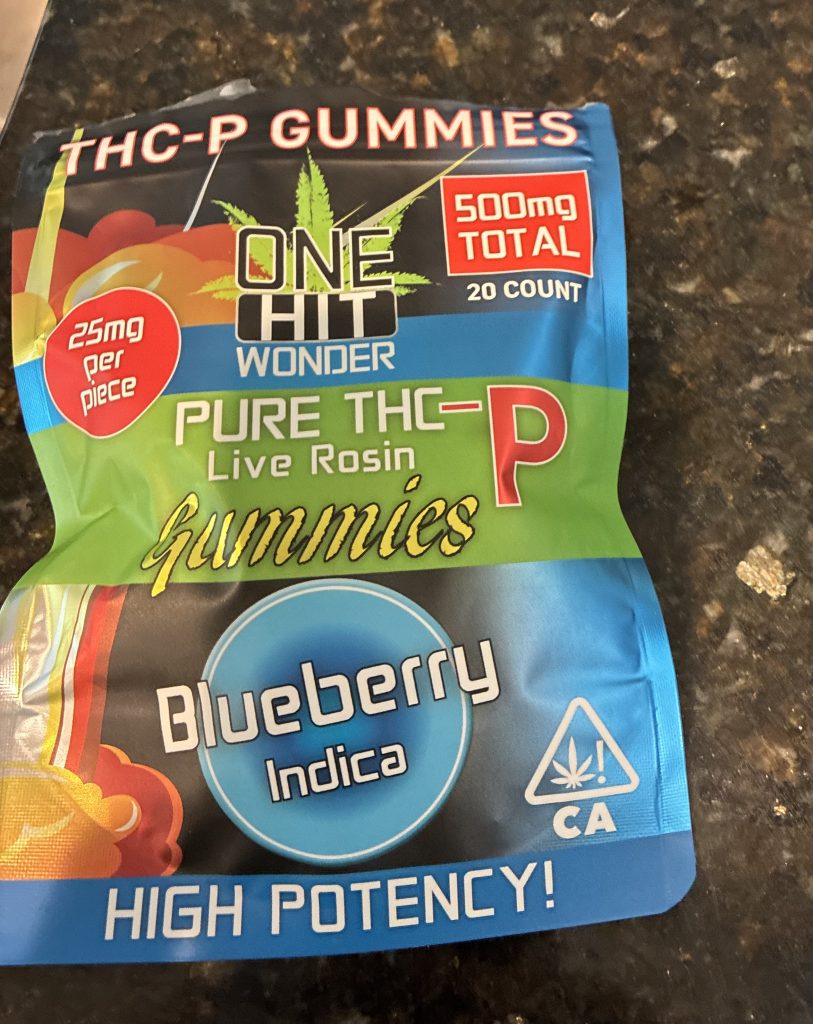 THC-P GUMMIES
500mg
TOTAL
20 COUNT
ONE
HIT
WONDER
25mg
per
piece
PURE THC-P
Live Rosin
Gummies
Blueberry
Indica
!
CA
HIGH POTENCY!